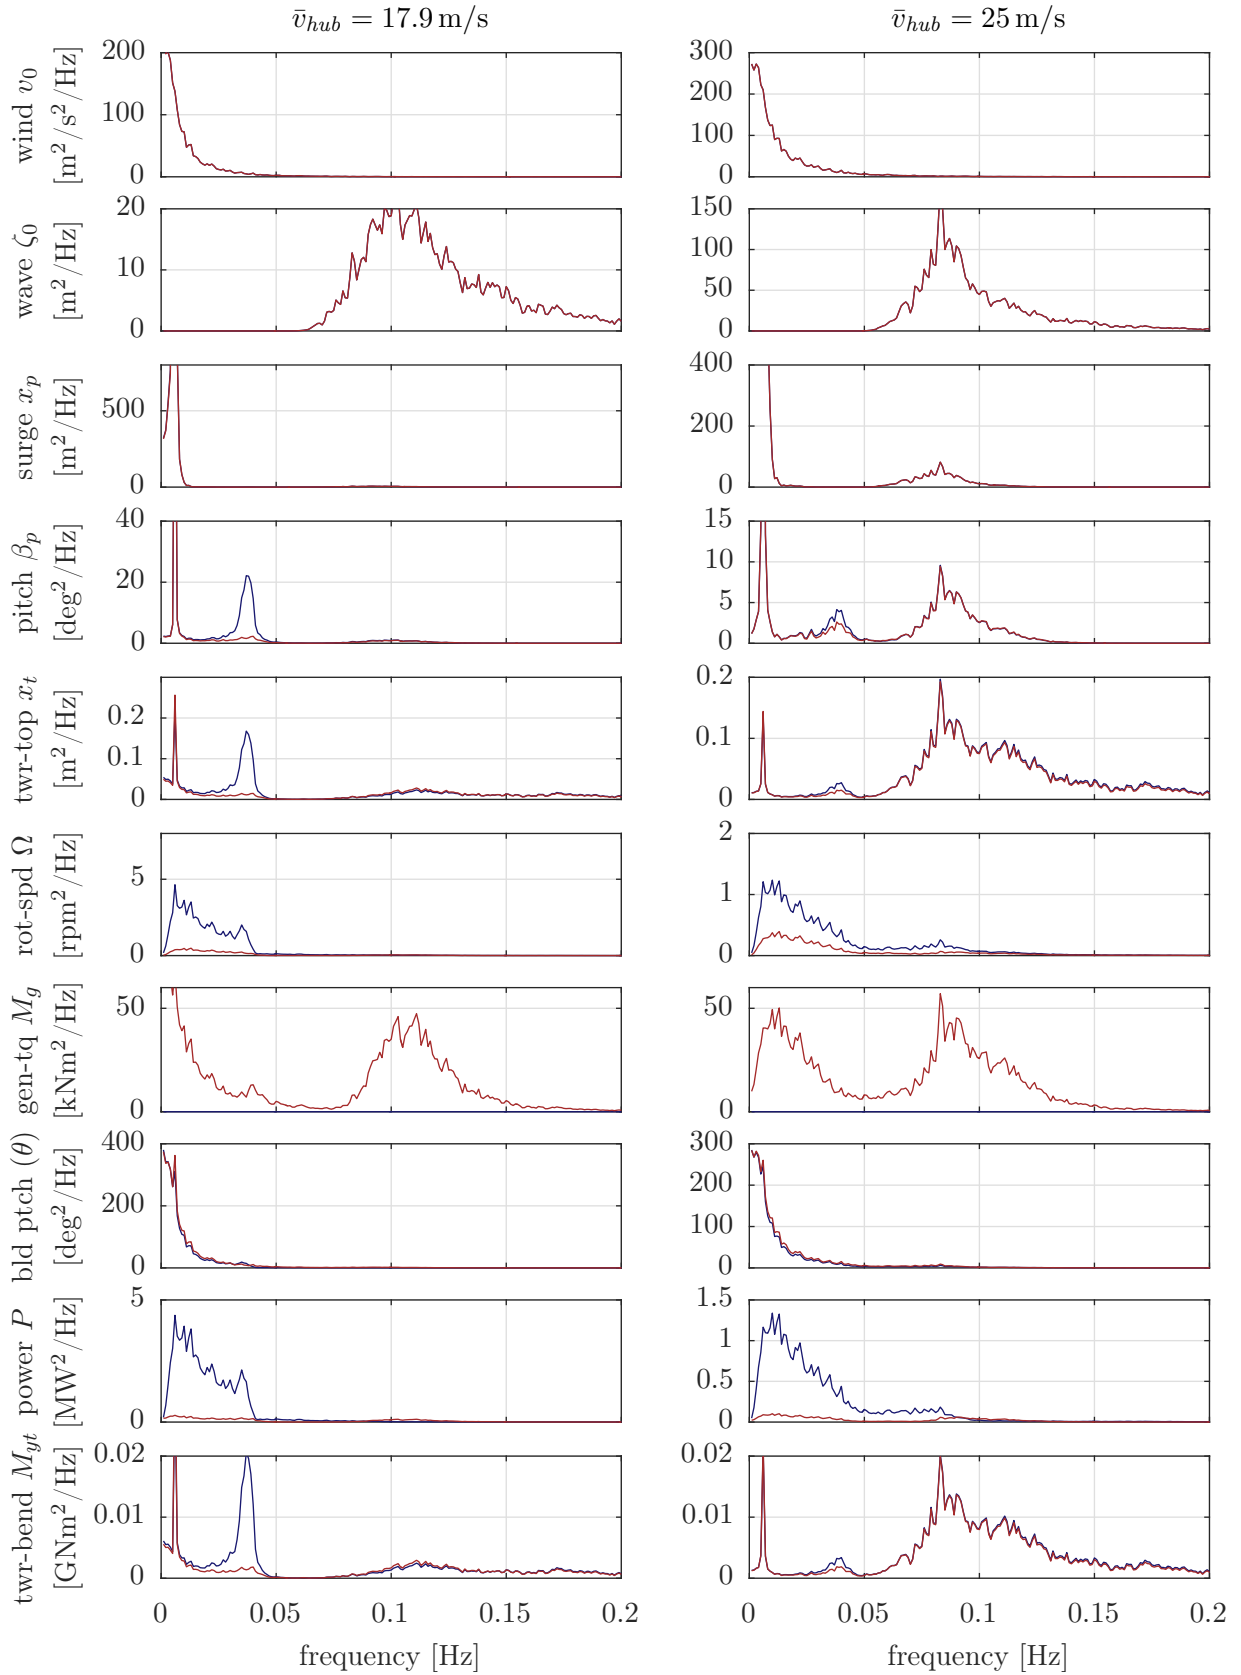 v̄_hub = 17.9 m/s
v̄_hub = 25 m/s
wind v₀
[m²/s²/Hz]
200
100
0
300
200
100
0
wave ζ₀
[m²/Hz]
20
10
0
150
100
50
0
surge x_p
[m²/Hz]
500
0
400
200
0
pitch β_p
[deg²/Hz]
40
20
0
15
10
5
0
twr-top x_t
[m²/Hz]
0.2
0.1
0
0.2
0.1
0
rot-spd Ω
[rpm²/Hz]
5
0
2
1
0
gen-tq M_g
[kNm²/Hz]
50
0
50
0
bld ptch (θ)
[deg²/Hz]
400
200
0
300
200
100
0
power P
[MW²/Hz]
5
0
1.5
1
0.5
0
twr-bend M_yt
[GNm²/Hz]
0.02
0.01
0
0.02
0.01
0
0 0.05 0.1 0.15 0.2
0 0.05 0.1 0.15 0.2
frequency [Hz]
frequency [Hz]